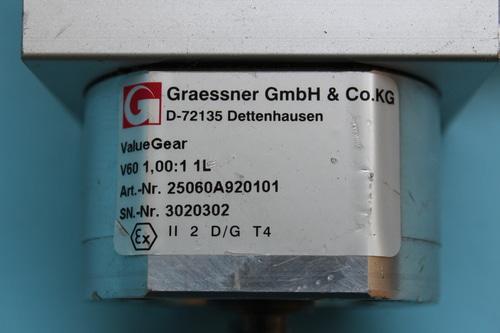 G Graessner GmbH & Co.KG
D-72135 Dettenhausen
ValueGear
V60 1,00:1 1L
Art.-Nr. 25060A920101
SN.-Nr. 3020302
Ex II 2 D/G T4